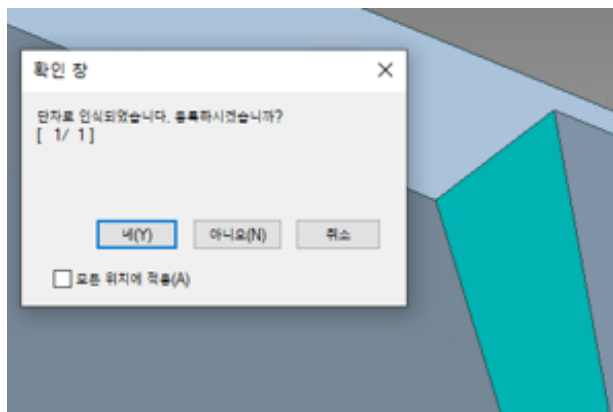 확인 창
단차로 인식되었습니다. 등록하시겠습니까?
[ 1/ 1]
네(Y)
아니오(N)
취소
모든 위치에 적용(A)